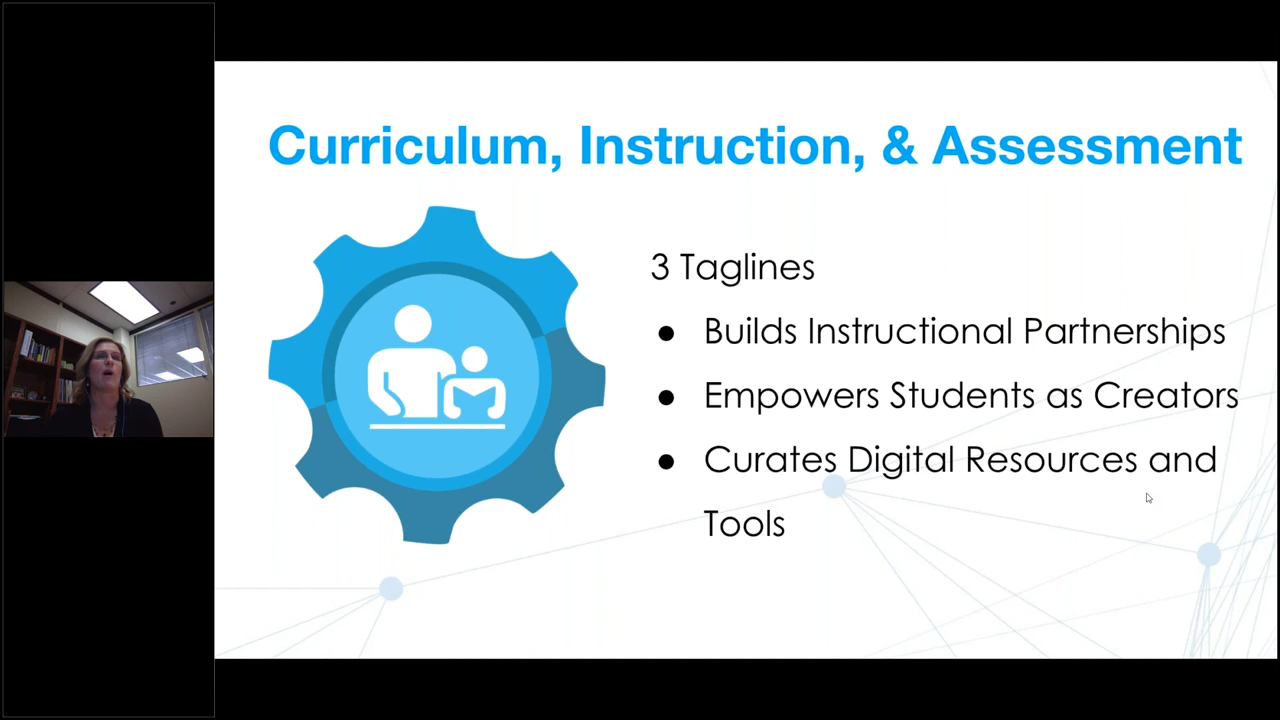 Curriculum, Instruction, & Assessment
3 Taglines
● Builds Instructional Partnerships
● Empowers Students as Creators
● Curates Digital Resources and
Tools